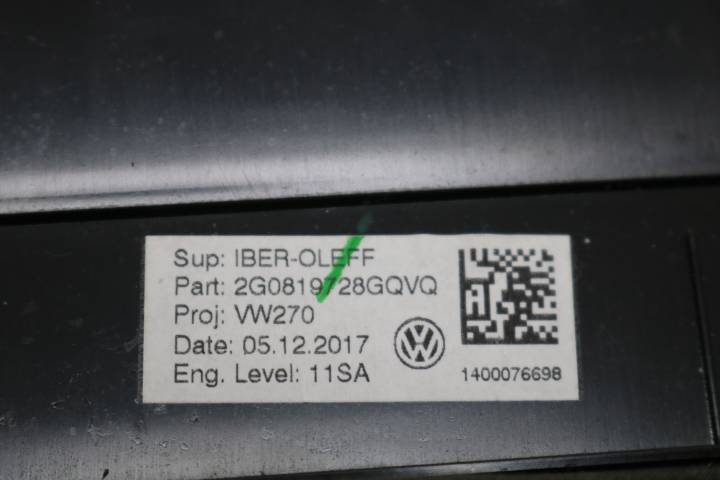 Sup: IBER-OLEFF
Part: 2G0819728GQVQ
Proj: VW270
Date: 05.12.2017
Eng. Level: 11SA
1400076698